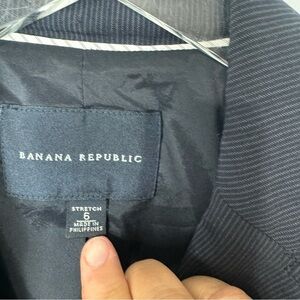 BANANA REPUBLIC
STRETCH
6
MADE IN
PHILIPPINES